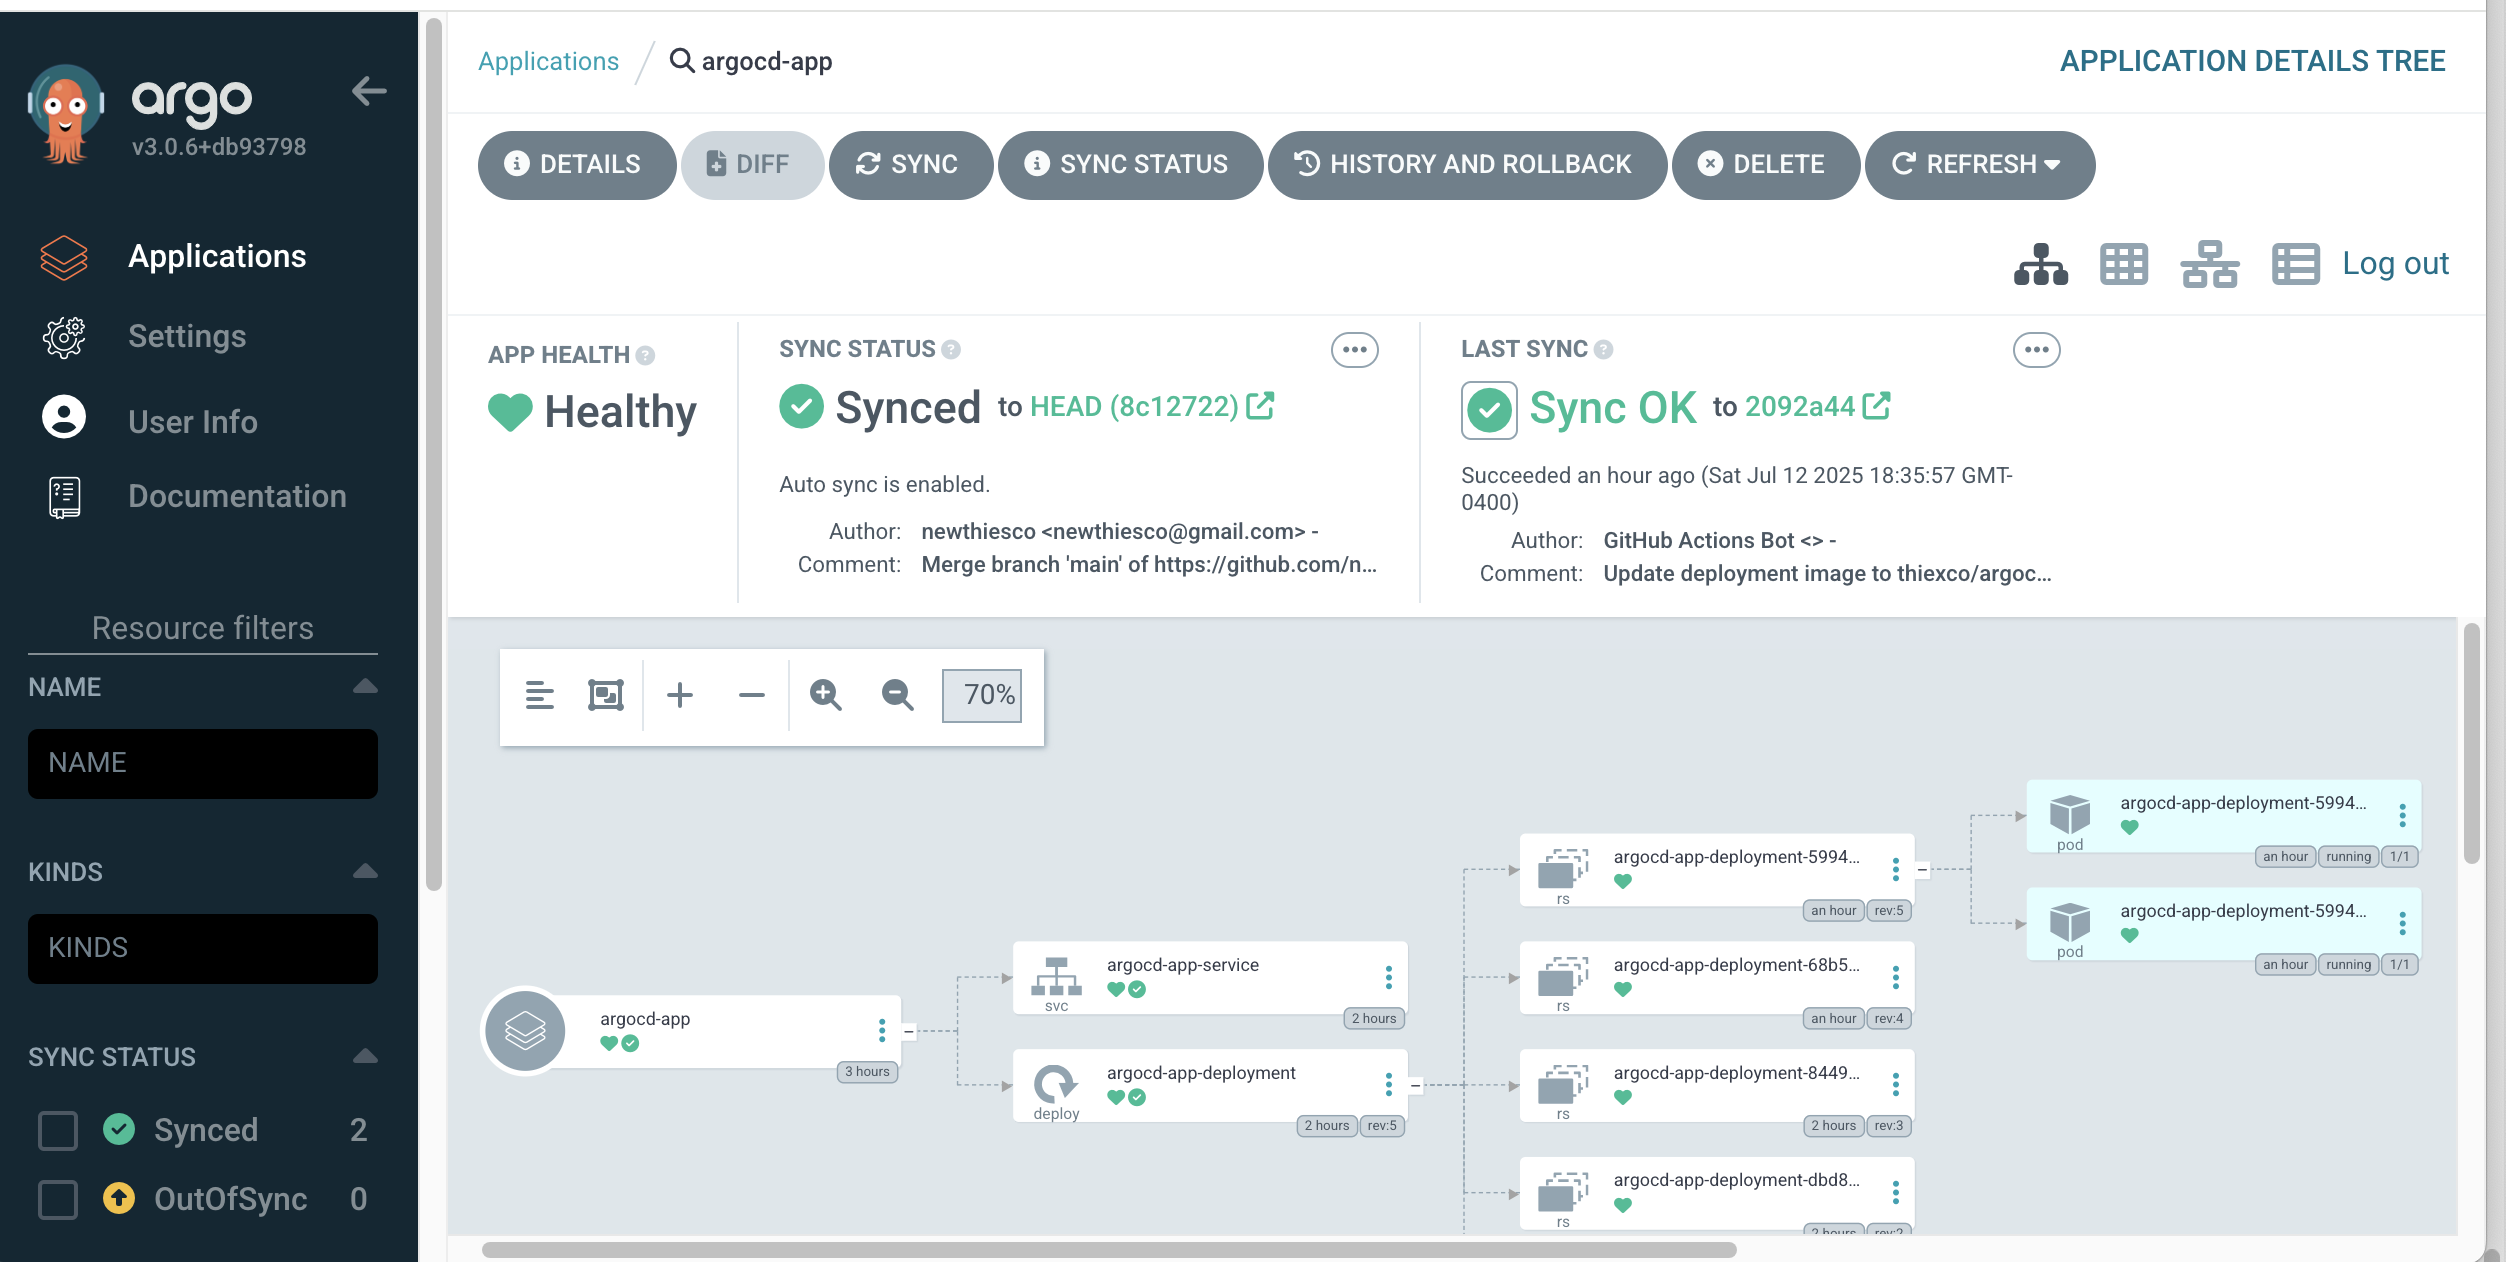 argo
v3.0.6+db93798
Applications
Settings
User Info
Documentation
Resource filters
NAME
NAME
KINDS
KINDS
SYNC STATUS
Synced 2
OutOfSync 0
Applications / argocd-app
APPLICATION DETAILS TREE
DETAILS DIFF SYNC SYNC STATUS HISTORY AND ROLLBACK DELETE REFRESH
Log out
APP HEALTH ?
Healthy
SYNC STATUS ?
Synced to HEAD (8c12722)
Auto sync is enabled.
Author: newthiesco <newthiesco@gmail.com> -
Comment: Merge branch 'main' of https://github.com/n...
LAST SYNC ?
Sync OK to 2092a44
Succeeded an hour ago (Sat Jul 12 2025 18:35:57 GMT-
0400)
Author: GitHub Actions Bot <> -
Comment: Update deployment image to thiexco/argoc...
70%
argocd-app
3 hours
argocd-app-service
svc
2 hours
argocd-app-deployment
deploy
2 hours rev:5
argocd-app-deployment-5994...
rs
an hour rev:5
argocd-app-deployment-68b5...
rs
an hour rev:4
argocd-app-deployment-8449...
rs
2 hours rev:3
argocd-app-deployment-dbd8...
rs
2 hours rev:2
argocd-app-deployment-5994...
pod
an hour running 1/1
argocd-app-deployment-5994...
pod
an hour running 1/1